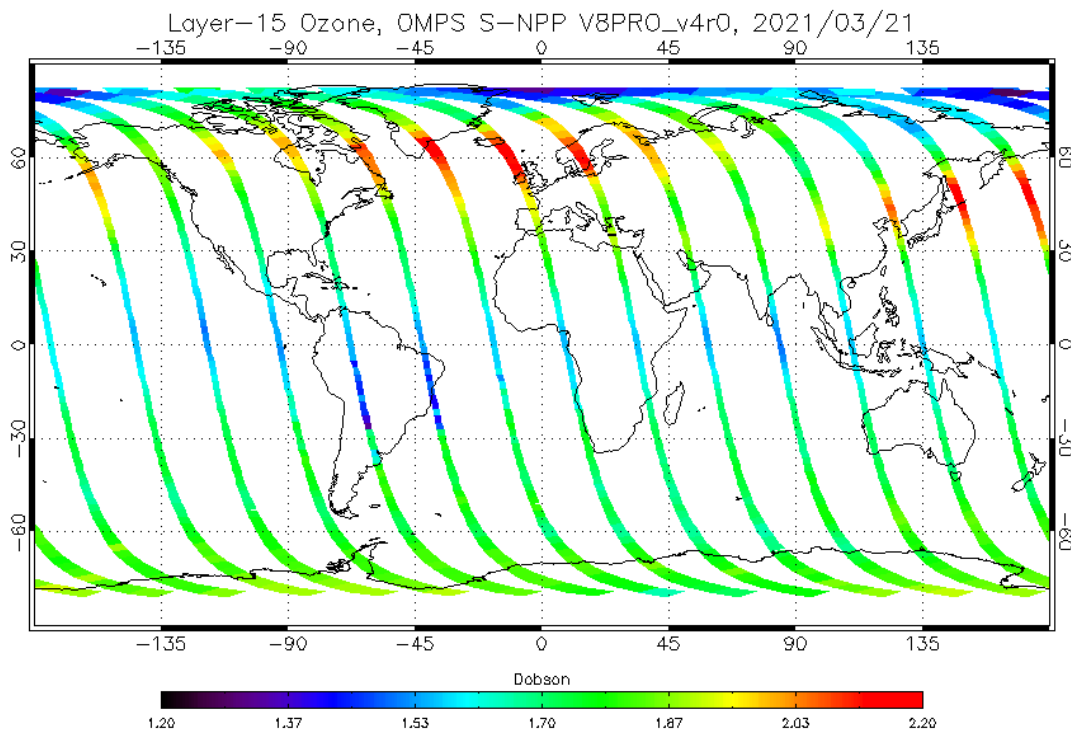 Layer-15 Ozone, OMPS S-NPP V8PRO_v4r0, 2021/03/21
-135 -90 -45 0 45 90 135
60 60
30 30
0 0
-30 -30
-60 -60
-135 -90 -45 0 45 90 135
Dobson
1.20 1.37 1.53 1.70 1.87 2.03 2.20